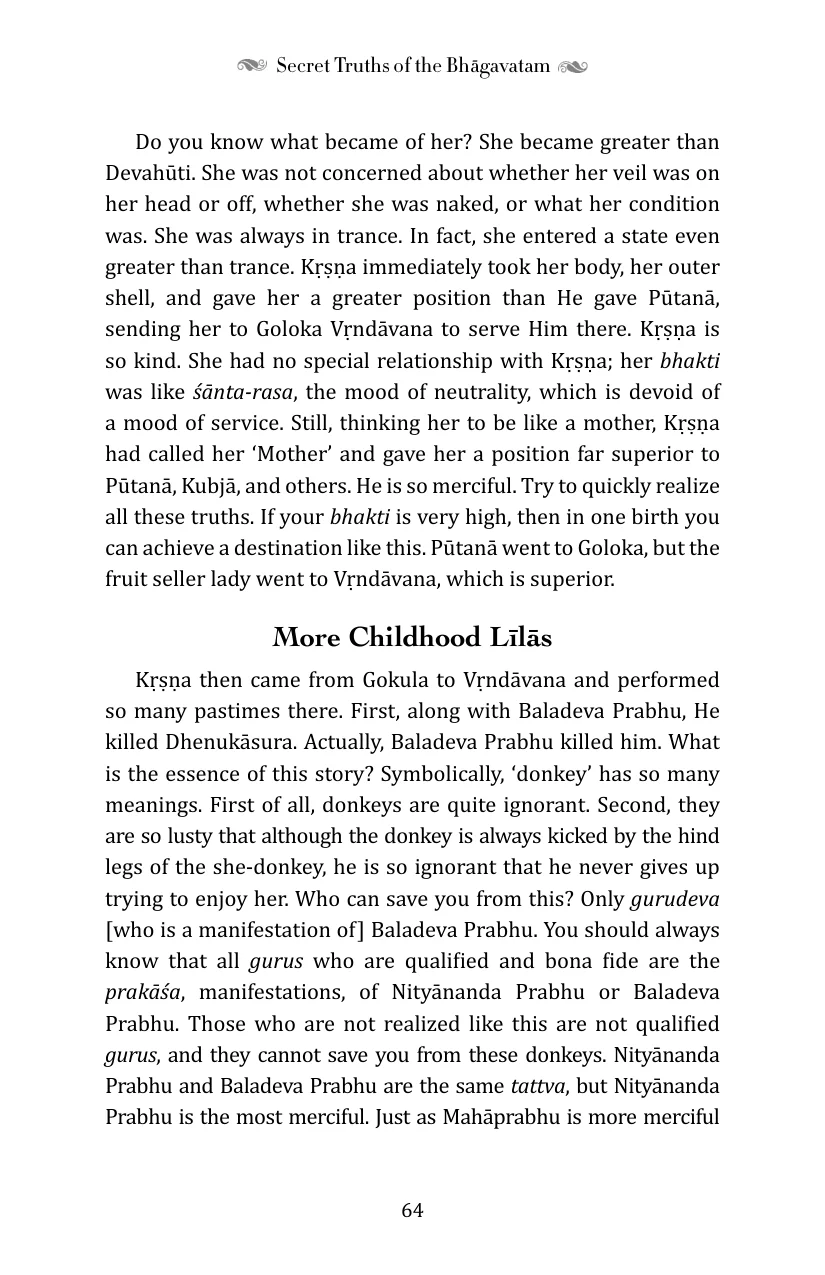 Secret Truths of the Bhāgavatam
Do you know what became of her? She became greater than
Devahūti. She was not concerned about whether her veil was on
her head or off, whether she was naked, or what her condition
was. She was always in trance. In fact, she entered a state even
greater than trance. Kṛṣṇa immediately took her body, her outer
shell, and gave her a greater position than He gave Pūtanā,
sending her to Goloka Vṛndāvana to serve Him there. Kṛṣṇa is
so kind. She had no special relationship with Kṛṣṇa; her bhakti
was like śānta-rasa, the mood of neutrality, which is devoid of
a mood of service. Still, thinking her to be like a mother, Kṛṣṇa
had called her ‘Mother’ and gave her a position far superior to
Pūtanā, Kubjā, and others. He is so merciful. Try to quickly realize
all these truths. If your bhakti is very high, then in one birth you
can achieve a destination like this. Pūtanā went to Goloka, but the
fruit seller lady went to Vṛndāvana, which is superior.
More Childhood Līlās
Kṛṣṇa then came from Gokula to Vṛndāvana and performed
so many pastimes there. First, along with Baladeva Prabhu, He
killed Dhenukāsura. Actually, Baladeva Prabhu killed him. What
is the essence of this story? Symbolically, ‘donkey’ has so many
meanings. First of all, donkeys are quite ignorant. Second, they
are so lusty that although the donkey is always kicked by the hind
legs of the she-donkey, he is so ignorant that he never gives up
trying to enjoy her. Who can save you from this? Only gurudeva
[who is a manifestation of] Baladeva Prabhu. You should always
know that all gurus who are qualified and bona fide are the
prakāśa, manifestations, of Nityānanda Prabhu or Baladeva
Prabhu. Those who are not realized like this are not qualified
gurus, and they cannot save you from these donkeys. Nityānanda
Prabhu and Baladeva Prabhu are the same tattva, but Nityānanda
Prabhu is the most merciful. Just as Mahāprabhu is more merciful
64